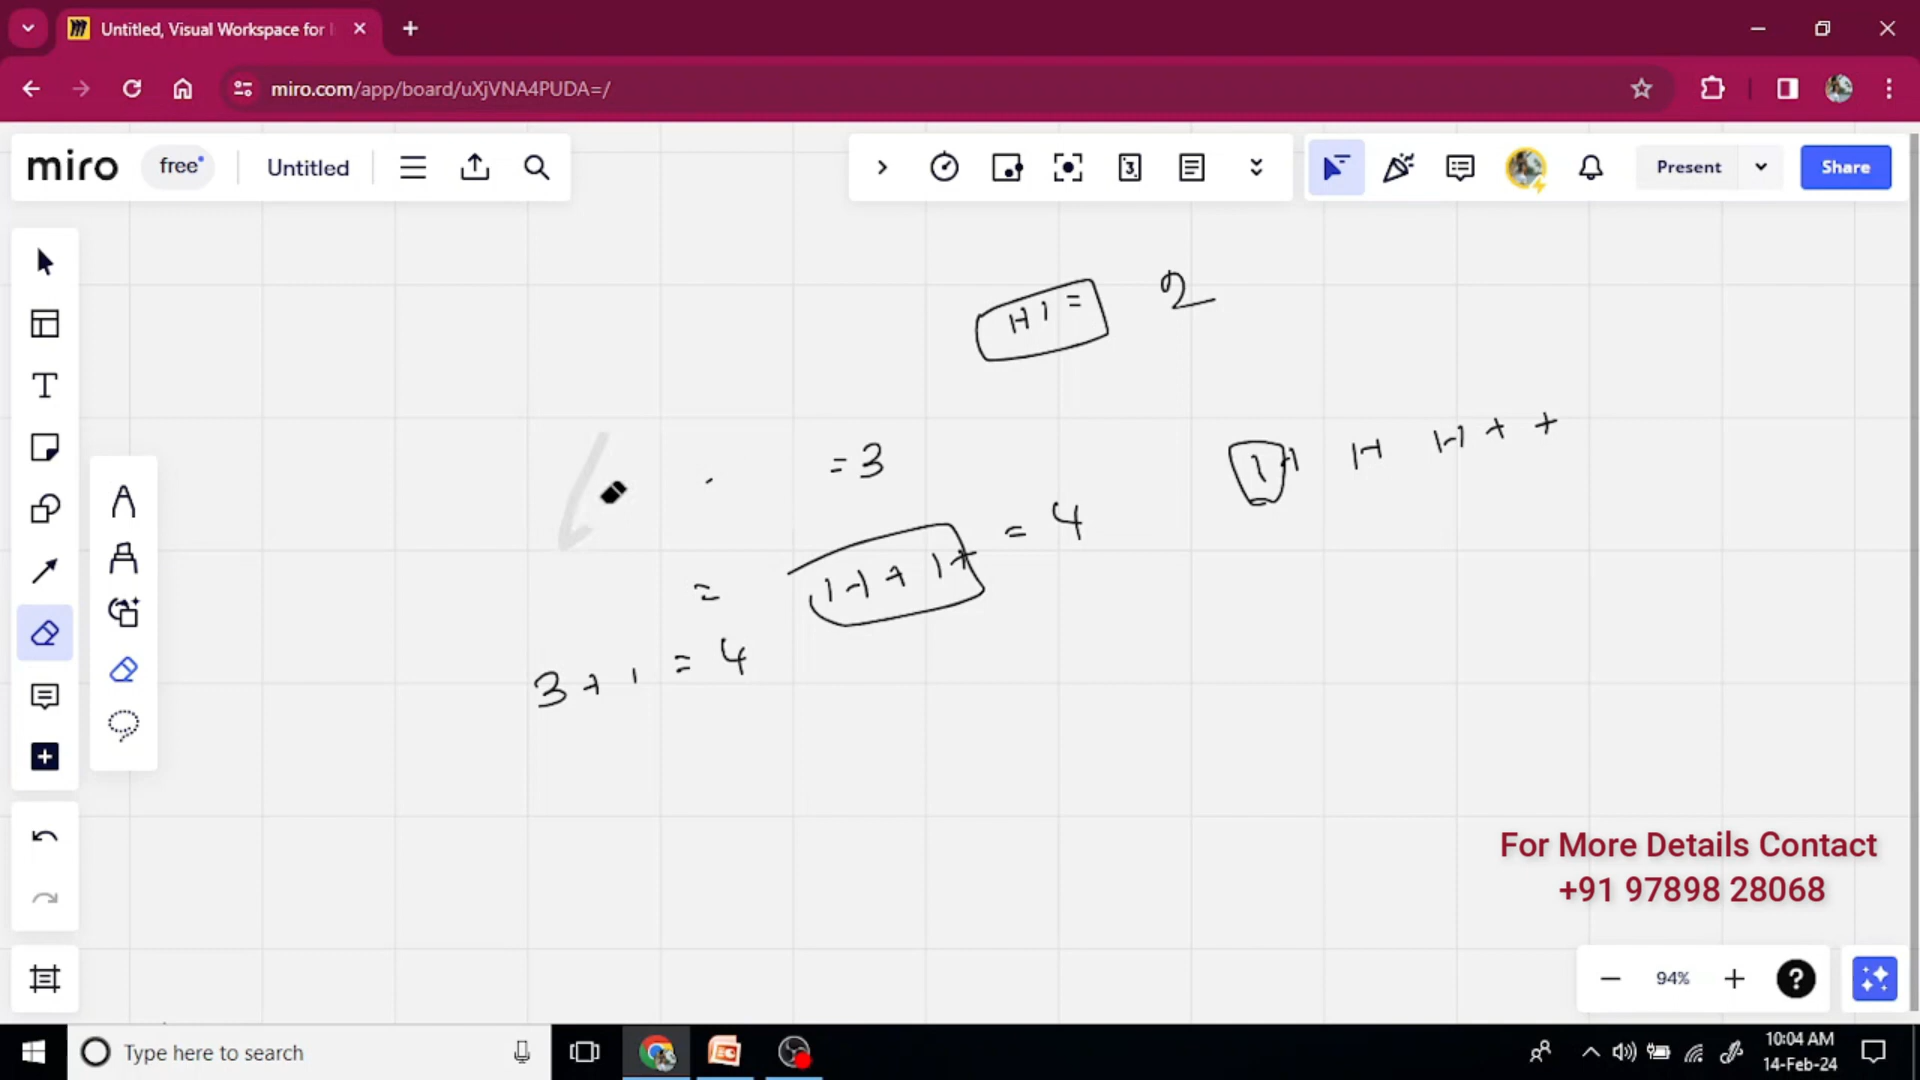 Untitled, Visual Workspace for
miro.com/app/board/uXjVNA4PUDA=/
miro free Untitled
3
Present Share
1+1= 2
=3
1+ 1+ 1+1 + +
= 1+1 + 1+ = 4
3 + 1 = 4
For More Details Contact
+91 97898 28068
94%
Type here to search
10:04 AM
14-Feb-24